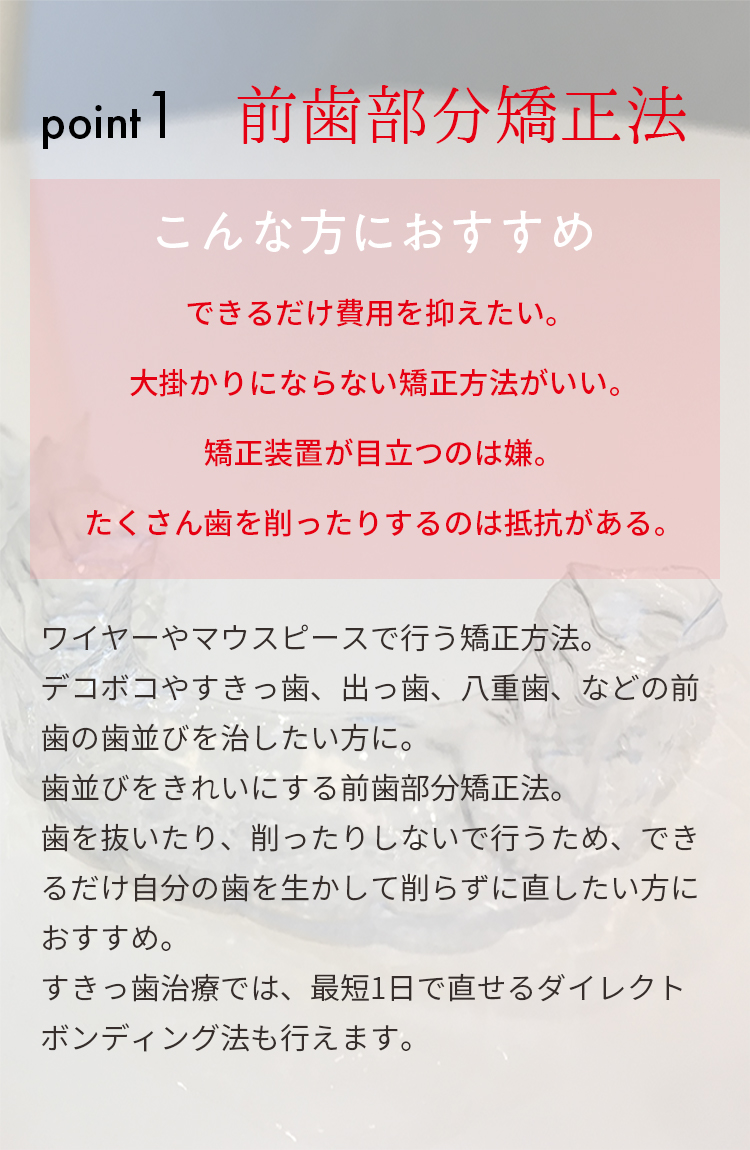 point1 前歯部分矯正法
こんな方におすすめ
できるだけ費用を抑えたい。
大掛かりにならない矯正方法がいい。
矯正装置が目立つのは嫌。
たくさん歯を削ったりするのは抵抗がある。
ワイヤーやマウスピースで行う矯正方法。
デコボコやすきっ歯、出っ歯、八重歯、などの前
歯の歯並びを治したい方に。
歯並びをきれいにする前歯部分矯正法。
歯を抜いたり、削ったりしないで行うため、でき
るだけ自分の歯を生かして削らずに直したい方に
おすすめ。
すきっ歯治療では、最短1日で直せるダイレクト
ボンディング法も行えます。